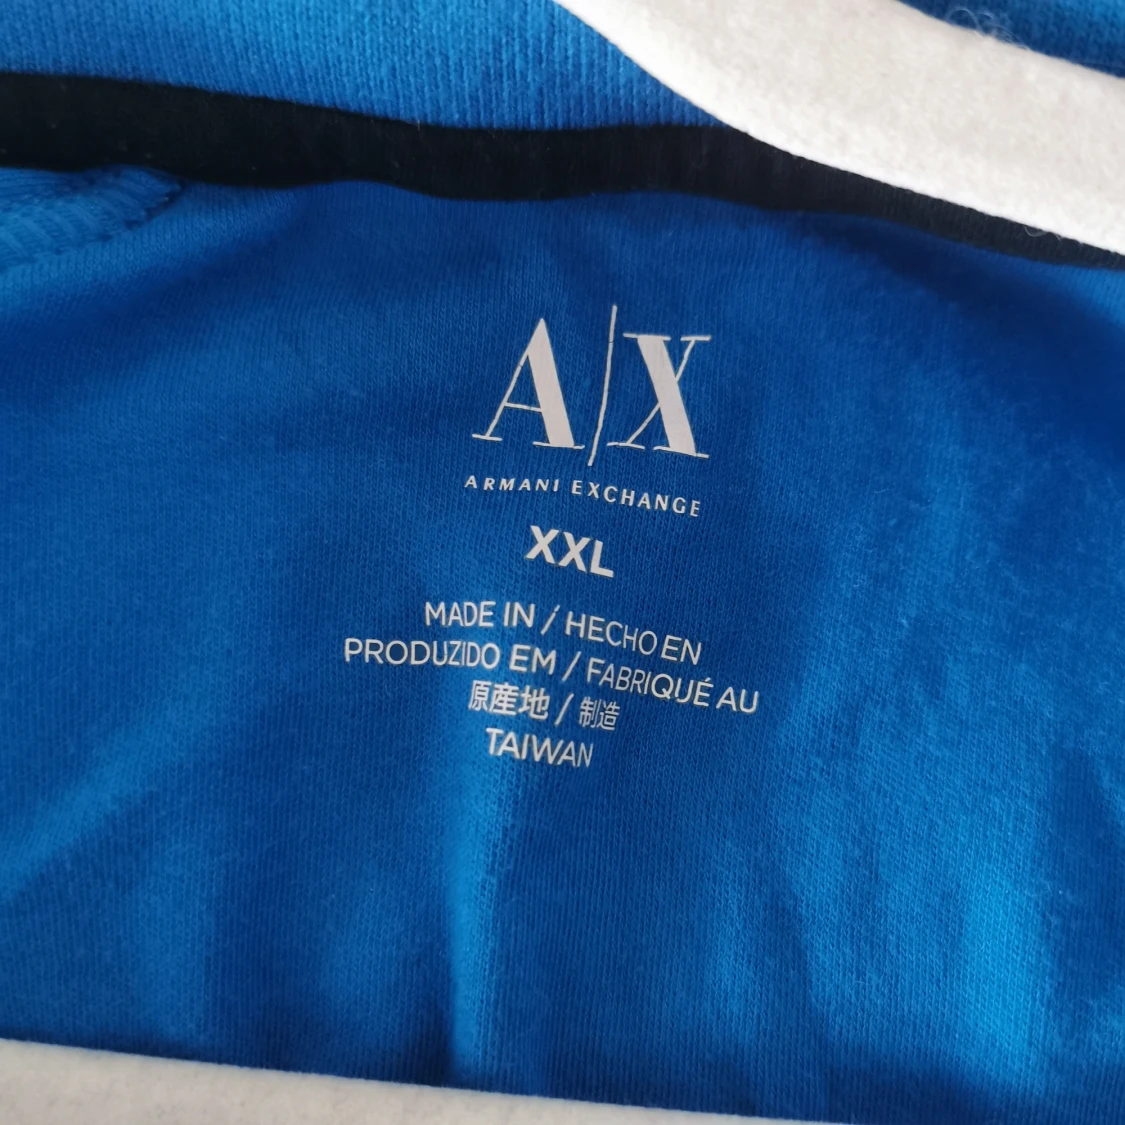 A|X
ARMANI EXCHANGE
XXL
MADE IN / HECHO EN
PRODUZIDO EM / FABRIQUÉ AU
原産地 / 制造
TAIWAN